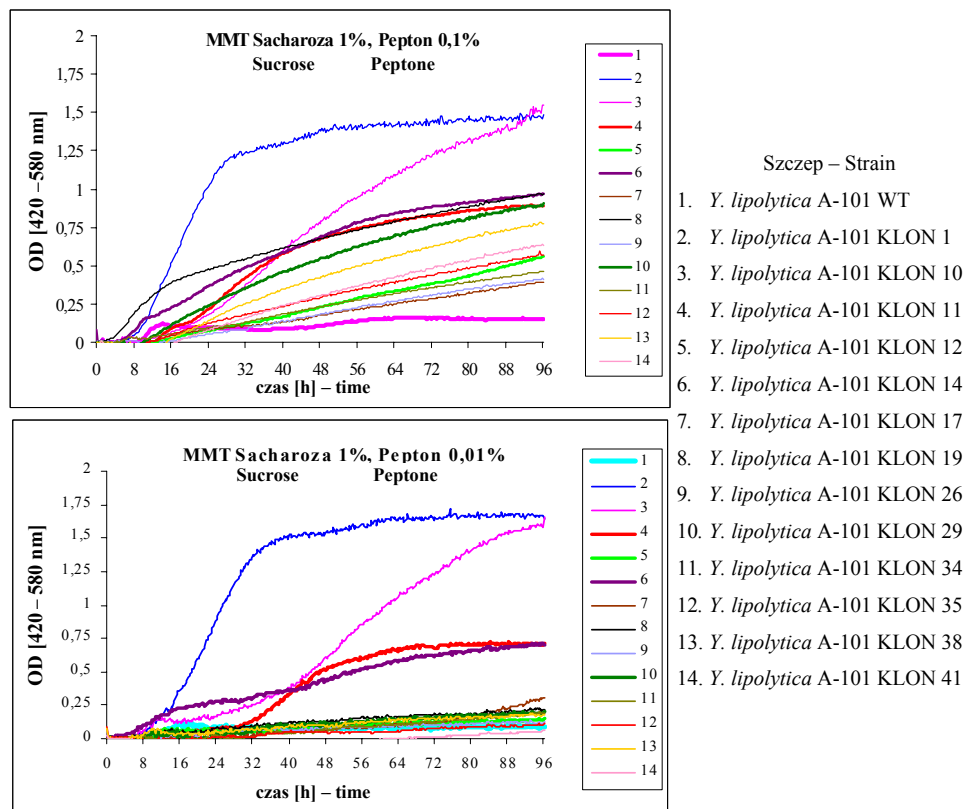 MMT Sacharoza 1%, Pepton 0,1%
Sucrose Peptone
OD [420 – 580 nm]
2
1,75
1,5
1,25
1
0,75
0,5
0,25
0
0 8 16 24 32 40 48 56 64 72 80 88 96
czas [h] – time
1
2
3
4
5
6
7
8
9
10
11
12
13
14
MMT Sacharoza 1%, Pepton 0,01%
Sucrose Peptone
OD [420 – 580 nm]
2
1,75
1,5
1,25
1
0,75
0,5
0,25
0
0 8 16 24 32 40 48 56 64 72 80 88 96
czas [h] – time
1
2
3
4
5
6
7
8
9
10
11
12
13
14
Szczep – Strain
1. Y. lipolytica A-101 WT
2. Y. lipolytica A-101 KLON 1
3. Y. lipolytica A-101 KLON 10
4. Y. lipolytica A-101 KLON 11
5. Y. lipolytica A-101 KLON 12
6. Y. lipolytica A-101 KLON 14
7. Y. lipolytica A-101 KLON 17
8. Y. lipolytica A-101 KLON 19
9. Y. lipolytica A-101 KLON 26
10. Y. lipolytica A-101 KLON 29
11. Y. lipolytica A-101 KLON 34
12. Y. lipolytica A-101 KLON 35
13. Y. lipolytica A-101 KLON 38
14. Y. lipolytica A-101 KLON 41